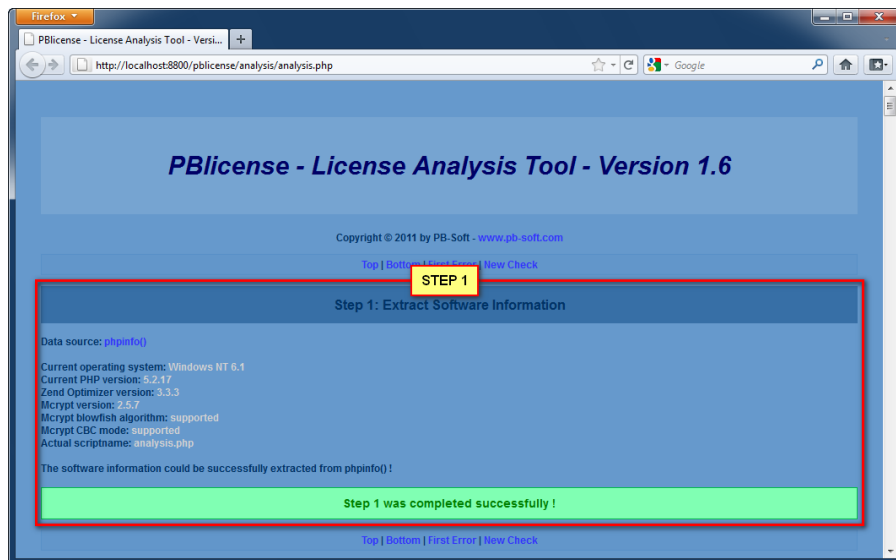 Firefox
PBlicense - License Analysis Tool - Versi...
http://localhost:8800/pblicense/analysis/analysis.php
Google
PBlicense - License Analysis Tool - Version 1.6
Copyright © 2011 by PB-Soft - www.pb-soft.com
Top | Bottom | First Error | New Check
STEP 1
Step 1: Extract Software Information
Data source: phpinfo()
Current operating system: Windows NT 6.1
Current PHP version: 5.2.17
Zend Optimizer version: 3.3.3
Mcrypt version: 2.5.7
Mcrypt blowfish algorithm: supported
Mcrypt CBC mode: supported
Actual scriptname: analysis.php
The software information could be successfully extracted from phpinfo() !
Step 1 was completed successfully !
Top | Bottom | First Error | New Check